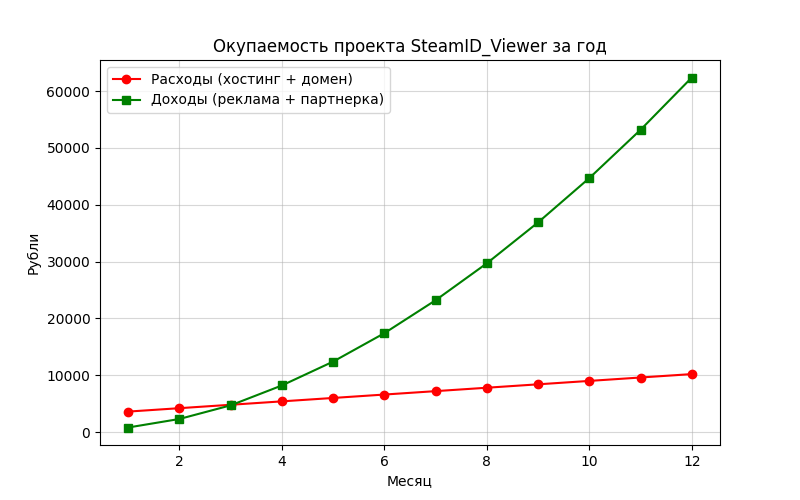 Окупаемость проекта SteamID_Viewer за год
Расходы (хостинг + домен)
Доходы (реклама + партнерка)
60000
50000
40000
30000
20000
10000
0
Рубли
2 4 6 8 10 12
Месяц